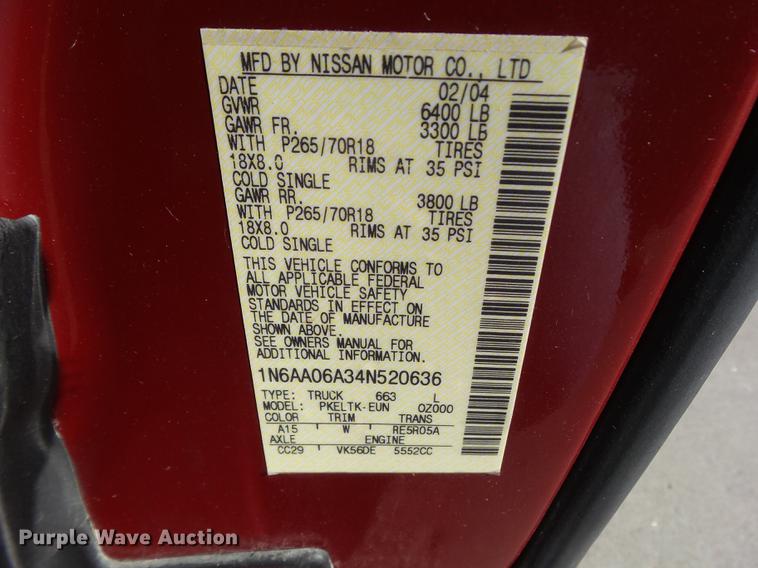 MFD BY NISSAN MOTOR CO., LTD
DATE 02/04
GVWR 6400 LB
GAWR FR. 3300 LB
WITH P265/70R18 TIRES
18X8.0 RIMS AT 35 PSI
COLD SINGLE
GAWR RR. 3800 LB
WITH P265/70R18 TIRES
18X8.0 RIMS AT 35 PSI
COLD SINGLE
THIS VEHICLE CONFORMS TO
ALL APPLICABLE FEDERAL
MOTOR VEHICLE SAFETY
STANDARDS IN EFFECT ON
THE DATE OF MANUFACTURE
SHOWN ABOVE.
SEE OWNERS MANUAL FOR
ADDITIONAL INFORMATION
1N6AA06A34N520636
TYPE: TRUCK 663 L
MODEL: PKELTK-EUN OZ000
COLOR TRIM TRANS
A15 W RE5R05A
AXLE ENGINE
CC29 VK56DE 5552CC
Purple Wave Auction